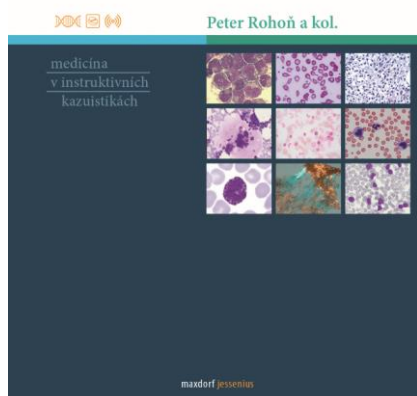 Peter Rohoň a kol.
medicína
v instruktivních
kazuistikách
maxdorf jessenius